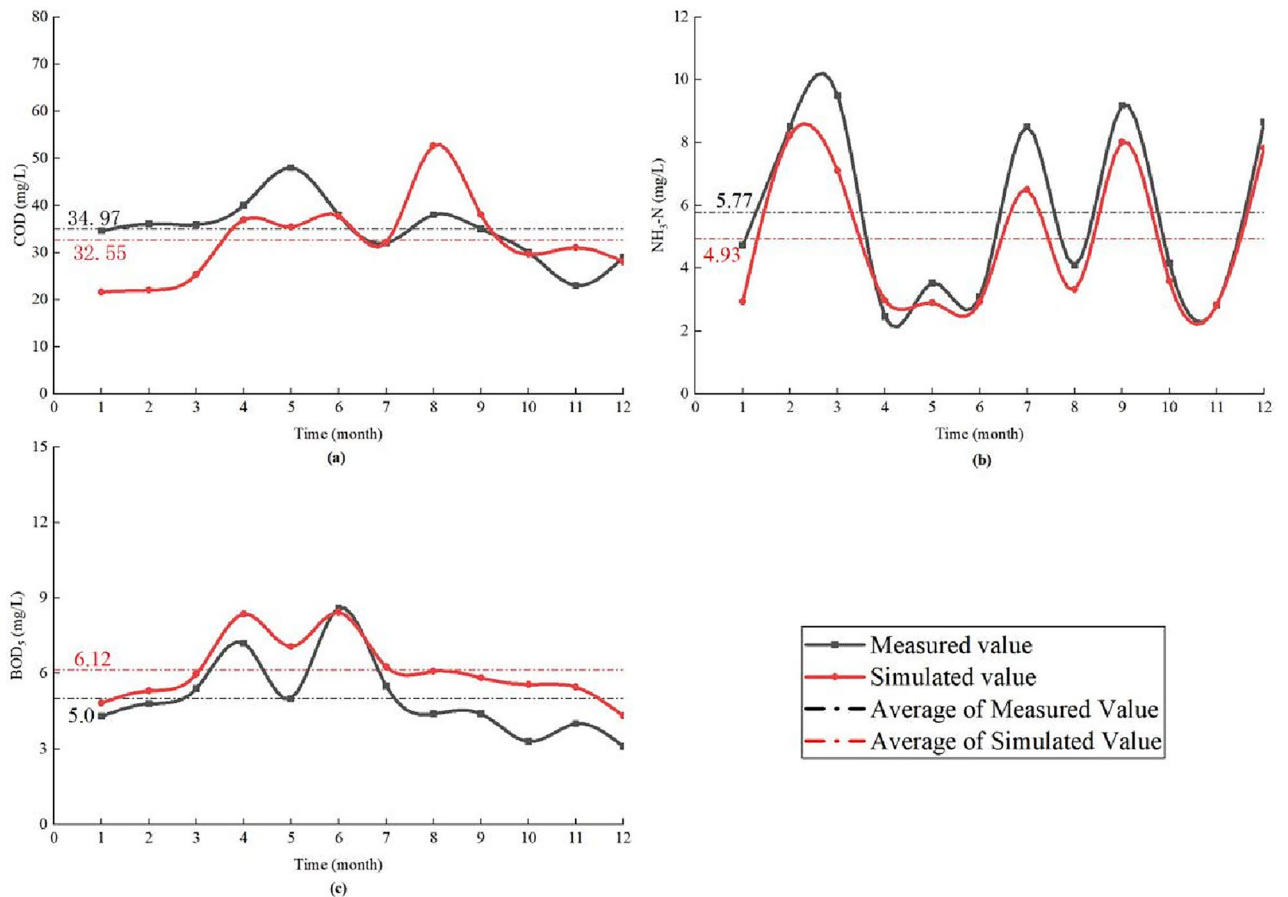 80
70
60
50
40
30
20
10
0
COD (mg/L)
34. 97
32. 55
0 1 2 3 4 5 6 7 8 9 10 11 12
Time (month)
(a)
12
10
8
6
4
2
0
NH₃-N (mg/L)
5.77
4.93
0 1 2 3 4 5 6 7 8 9 10 11 12
Time (month)
(b)
15
12
9
6
3
0
BOD₅ (mg/L)
6.12
5.0
0 1 2 3 4 5 6 7 8 9 10 11 12
Time (month)
(c)
Measured value
Simulated value
Average of Measured Value
Average of Simulated Value